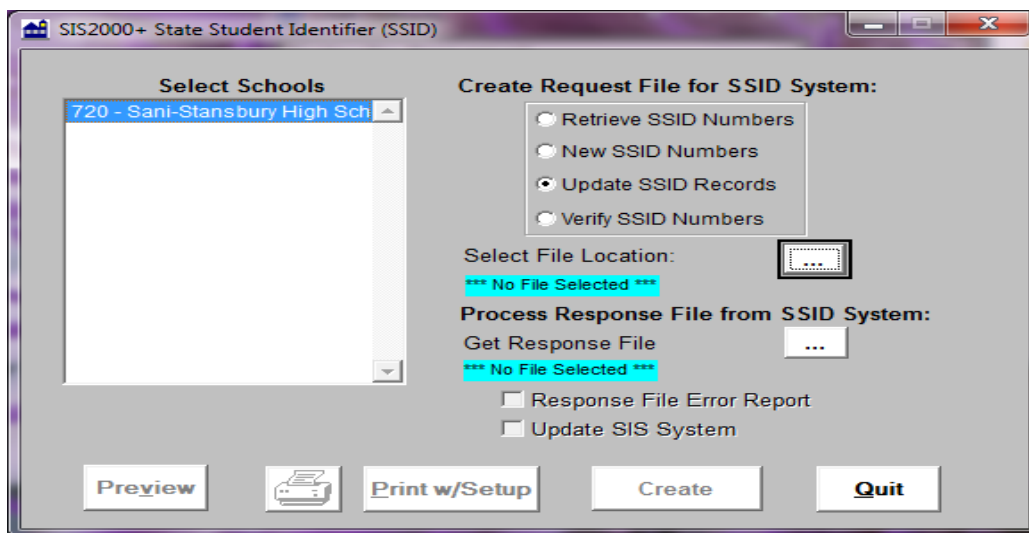 SIS2000+ State Student Identifier (SSID)
Select Schools
720 - Sani-Stansbury High Sch
Create Request File for SSID System:
Retrieve SSID Numbers
New SSID Numbers
Update SSID Records
Verify SSID Numbers
Select File Location:
...
*** No File Selected ***
Process Response File from SSID System:
Get Response File
...
*** No File Selected ***
Response File Error Report
Update SIS System
Preview
Print w/Setup
Create
Quit